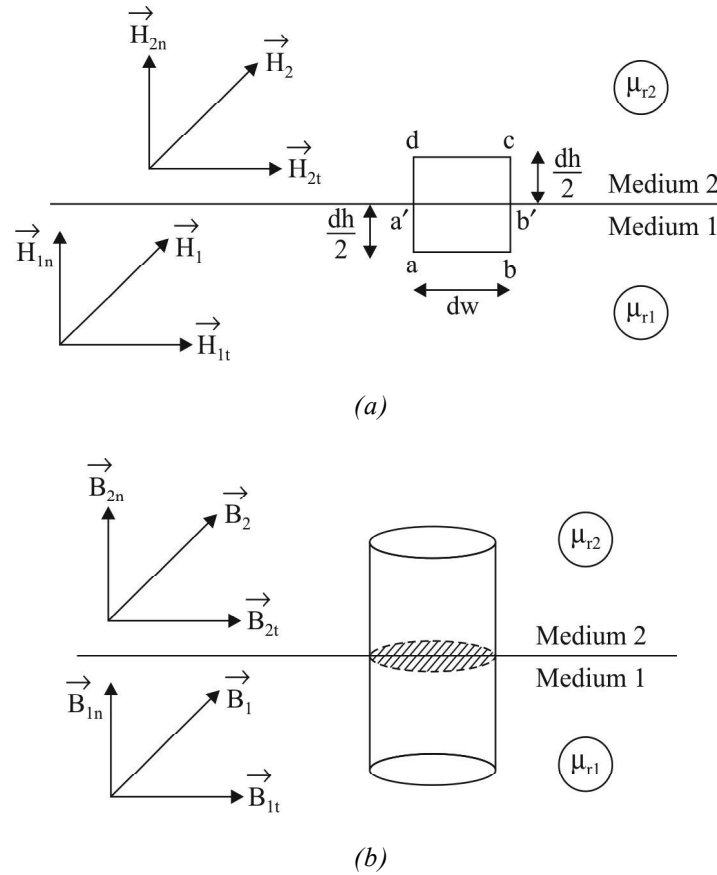 H₂ₙ
H₂
μᵣ₂
d c
dh/2
H₂ₜ
Medium 2
a′ b′
Medium 1
dh/2
H₁ₙ
H₁
a b
dw
μᵣ₁
H₁ₜ
(a)
B₂ₙ
B₂
μᵣ₂
B₂ₜ
Medium 2
Medium 1
B₁ₙ
B₁
μᵣ₁
B₁ₜ
(b)